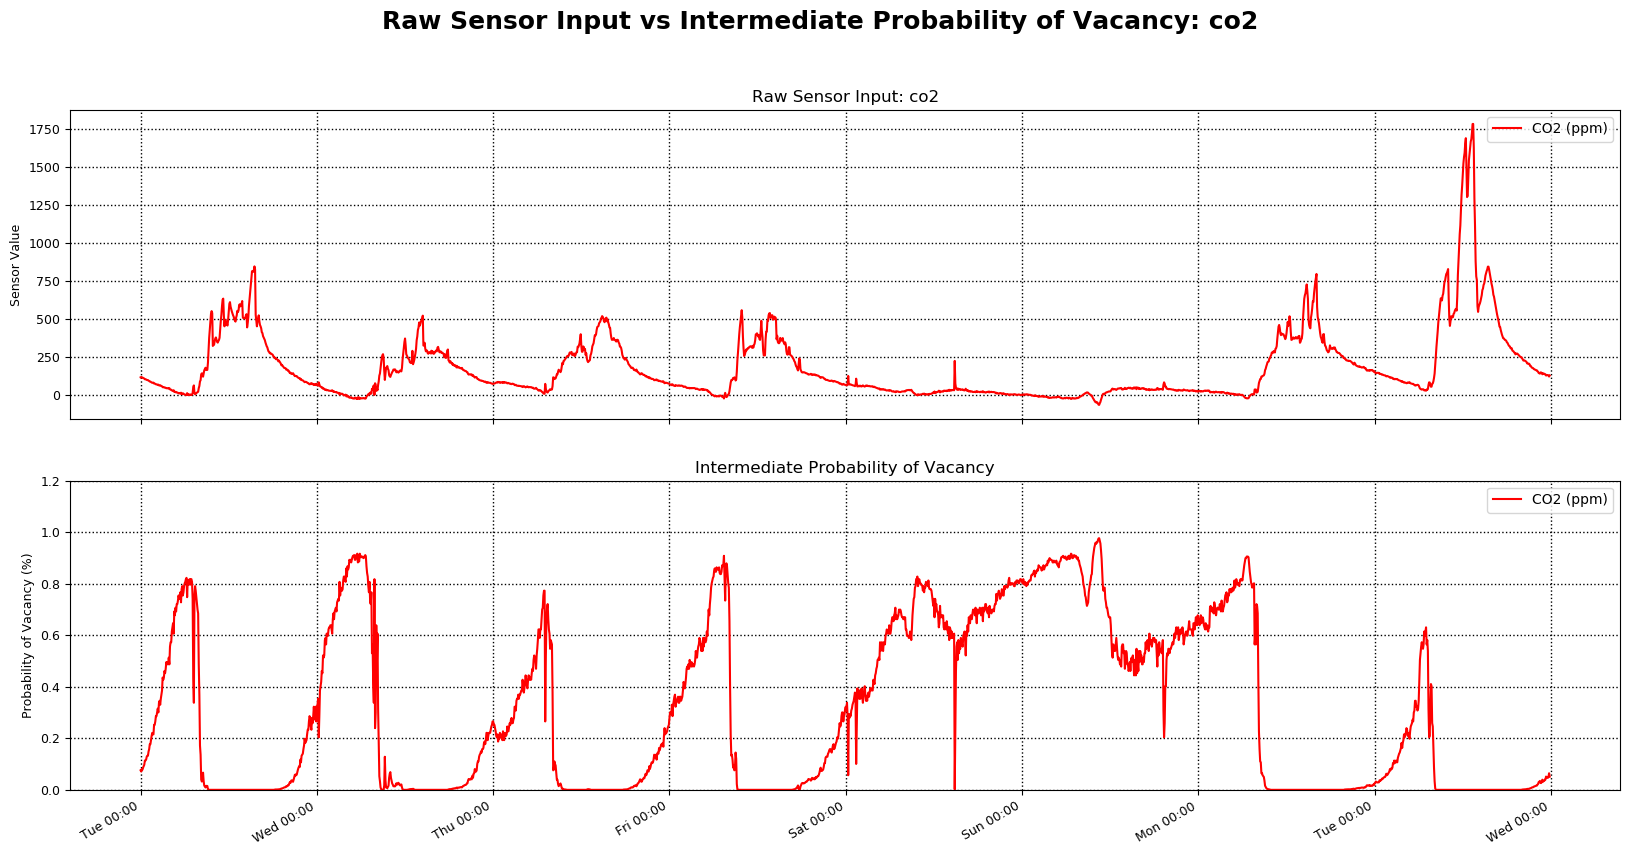 Raw Sensor Input vs Intermediate Probability of Vacancy: co2
Raw Sensor Input: co2
CO2 (ppm)
Sensor Value
1750
1500
1250
1000
750
500
250
0
Intermediate Probability of Vacancy
CO2 (ppm)
Probability of Vacancy (%)
1.2
1.0
0.8
0.6
0.4
0.2
0.0
Tue 00:00
Wed 00:00
Thu 00:00
Fri 00:00
Sat 00:00
Sun 00:00
Mon 00:00
Tue 00:00
Wed 00:00